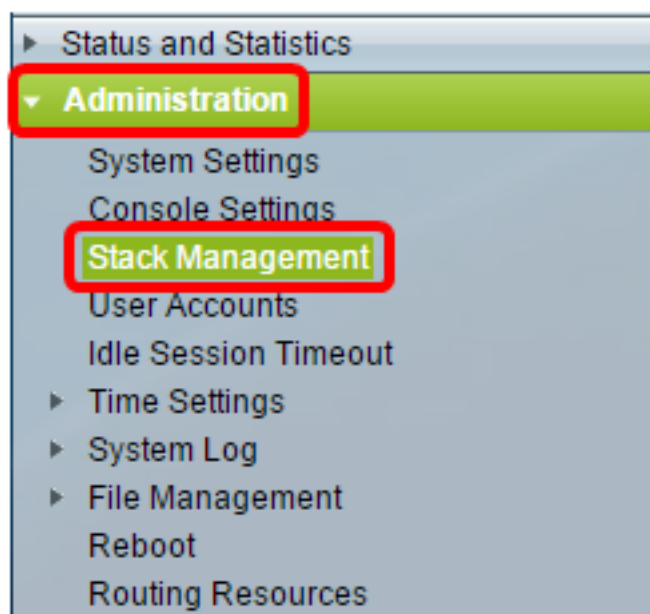 Status and Statistics
Administration
System Settings
Console Settings
Stack Management
User Accounts
Idle Session Timeout
Time Settings
System Log
File Management
Reboot
Routing Resources